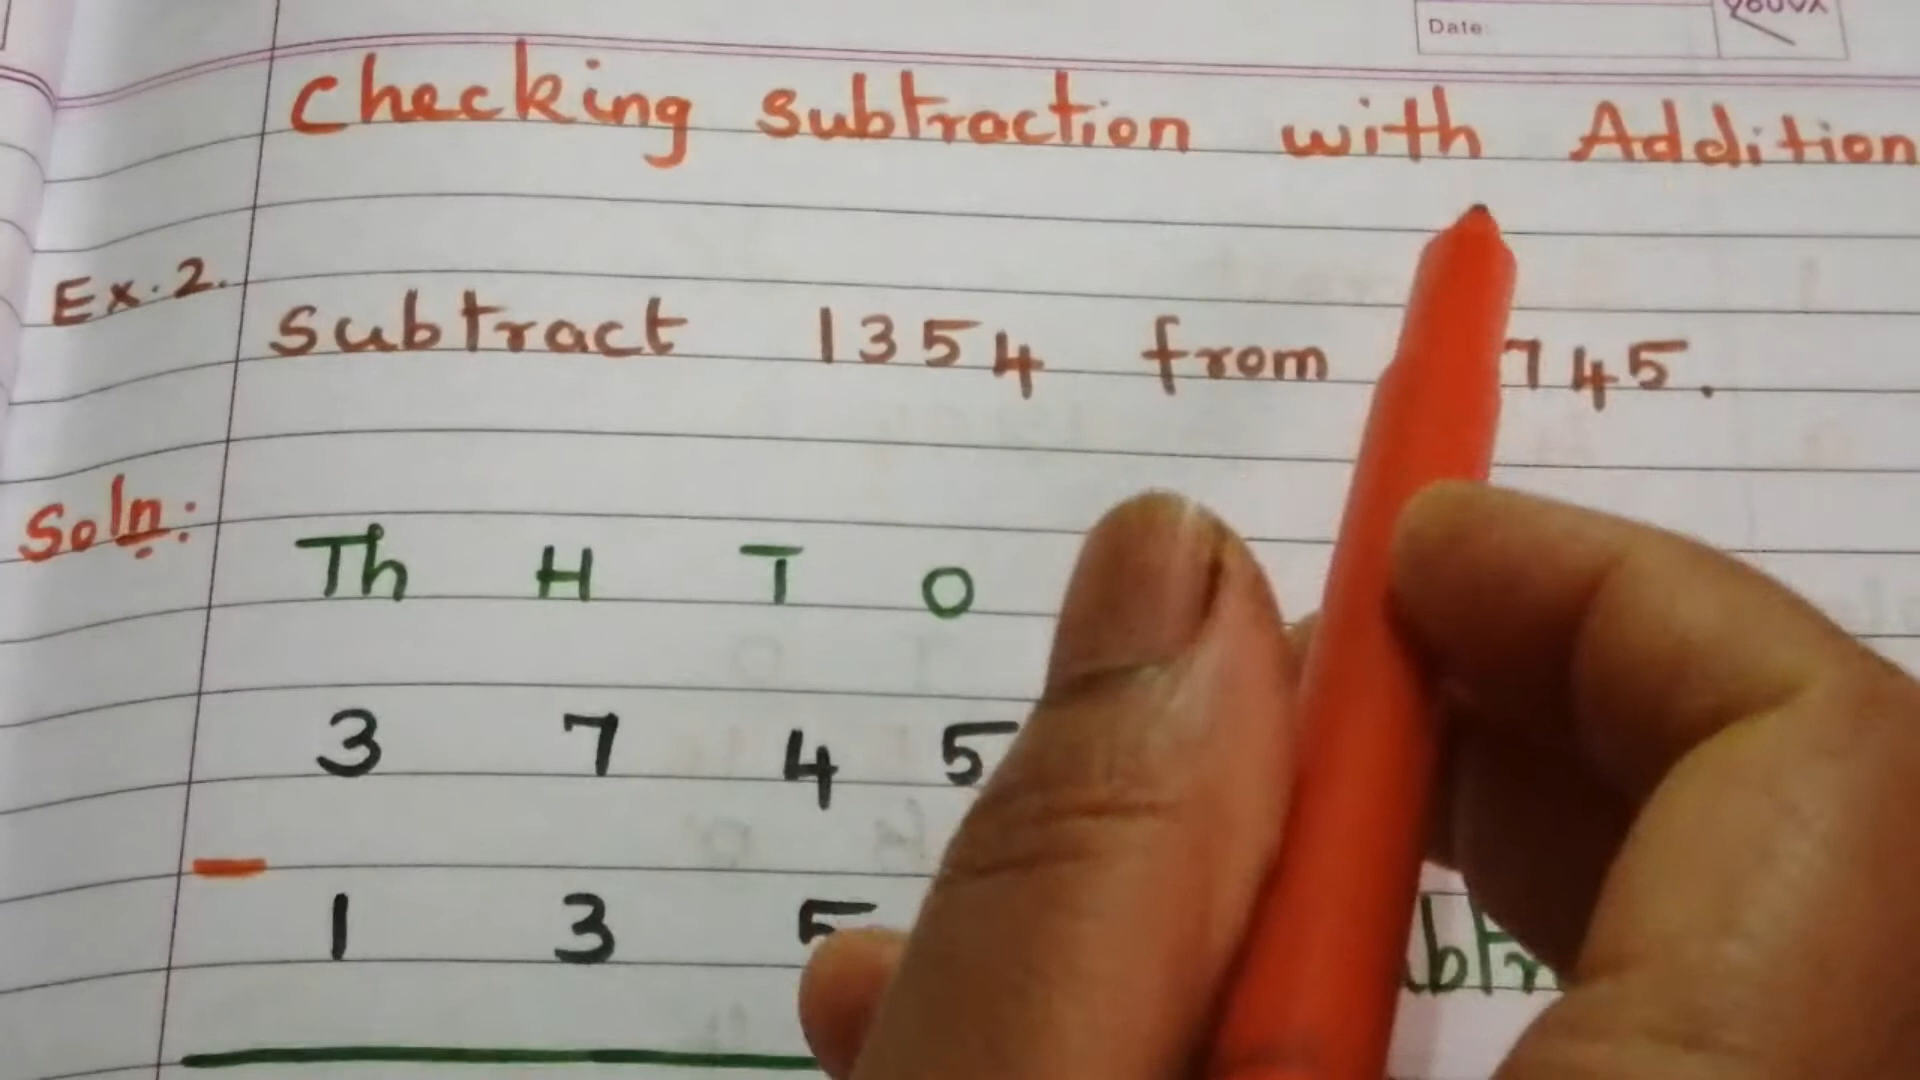 Date:
Checking subtraction with Addition
Ex. 2.
Subtract 1354 from 745.
Soln:
Th H T O
3 7 4 5
—
1 3 5